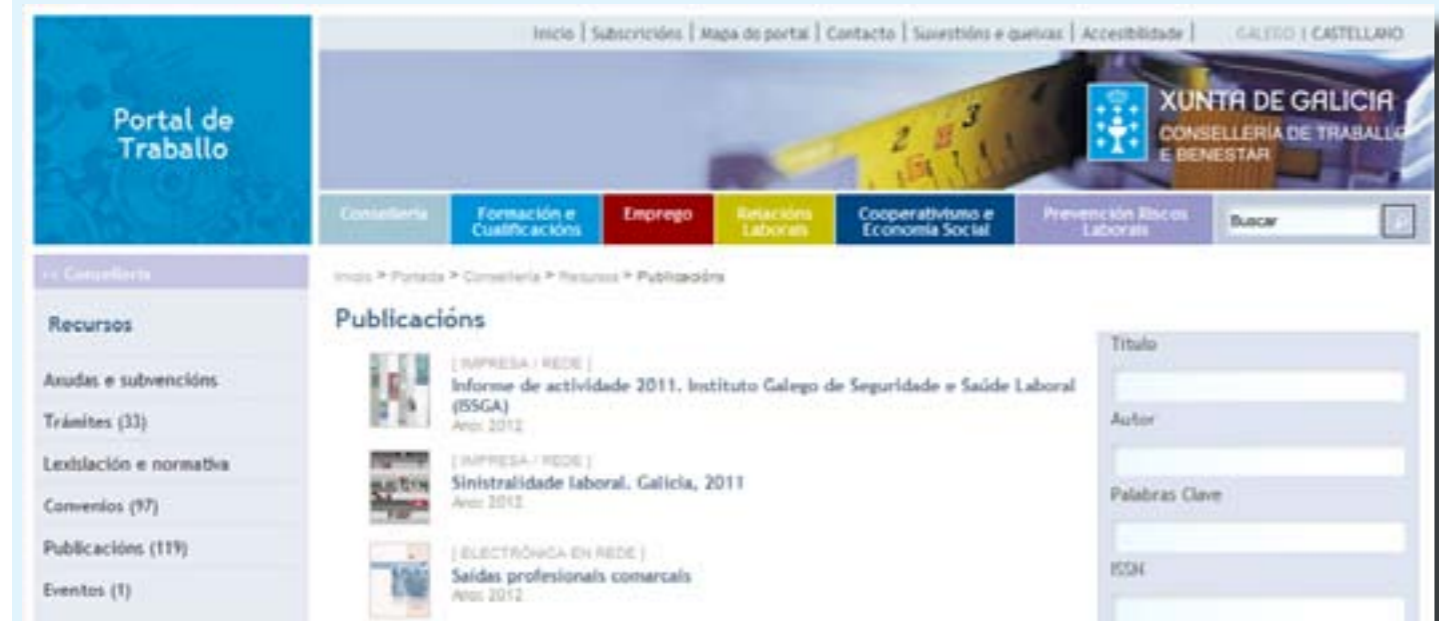 Inicio | Subscricións | Mapa do portal | Contacto | Suxestións e queixas | Accesibilidade | GALEGO | CASTELLANO
Portal de
Traballo
XUNTA DE GALICIA
CONSELLERÍA DE TRABALLO
E BENESTAR
Consellería
Formación e
Cualificacións
Emprego
Relacións
Laborais
Cooperativismo e
Economía Social
Prevención Riscos
Laborais
Buscar
<< Consellería
Inicio > Portada > Consellería > Recursos > Publicacións
Recursos
Axudas e subvencións
Trámites (33)
Lexislación e normativa
Convenios (97)
Publicacións (119)
Eventos (1)
Publicacións
[ IMPRESA / REDE ]
Informe de actividade 2011. Instituto Galego de Seguridade e Saúde Laboral
(ISSGA)
Ano: 2012
[ IMPRESA / REDE ]
Sinistralidade laboral. Galicia, 2011
Ano: 2012
[ ELECTRÓNICA EN REDE ]
Saídas profesionais comarcais
Ano: 2012
Título
Autor
Palabras Clave
ISSN